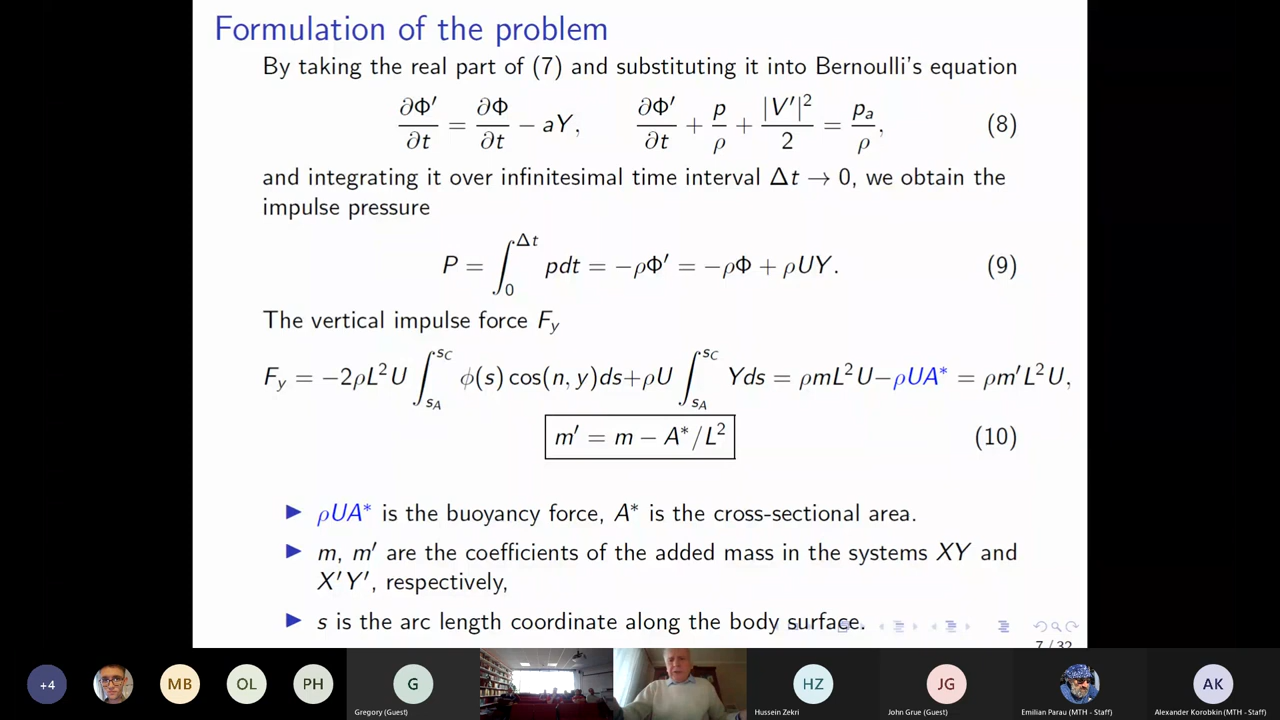 Formulation of the problem
By taking the real part of (7) and substituting it into Bernoulli's equation
∂Φ′/∂t = ∂Φ/∂t − aY,   ∂Φ′/∂t + p/ρ + |V′|²/2 = pₐ/ρ,   (8)
and integrating it over infinitesimal time interval Δt → 0, we obtain the
impulse pressure
P = ∫₀^Δt pdt = −ρΦ′ = −ρΦ + ρUY.   (9)
The vertical impulse force F_y
F_y = −2ρL²U ∫_{s_A}^{s_C} ϕ(s) cos(n, y)ds+ρU ∫_{s_A}^{s_C} Yds = ρmL²U−ρUA* = ρm′L²U,
m′ = m − A*/L²   (10)
▶ ρUA* is the buoyancy force, A* is the cross-sectional area.
▶ m, m′ are the coefficients of the added mass in the systems XY and
X′Y′, respectively,
▶ s is the arc length coordinate along the body surface.
7 / 32
+4 MB OL PH G HZ JG AK
Gregory (Guest) Hussein Zekri John Grue (Guest) Emilian Parau (MTH - Staff) Alexander Korobkin (MTH - Staff)